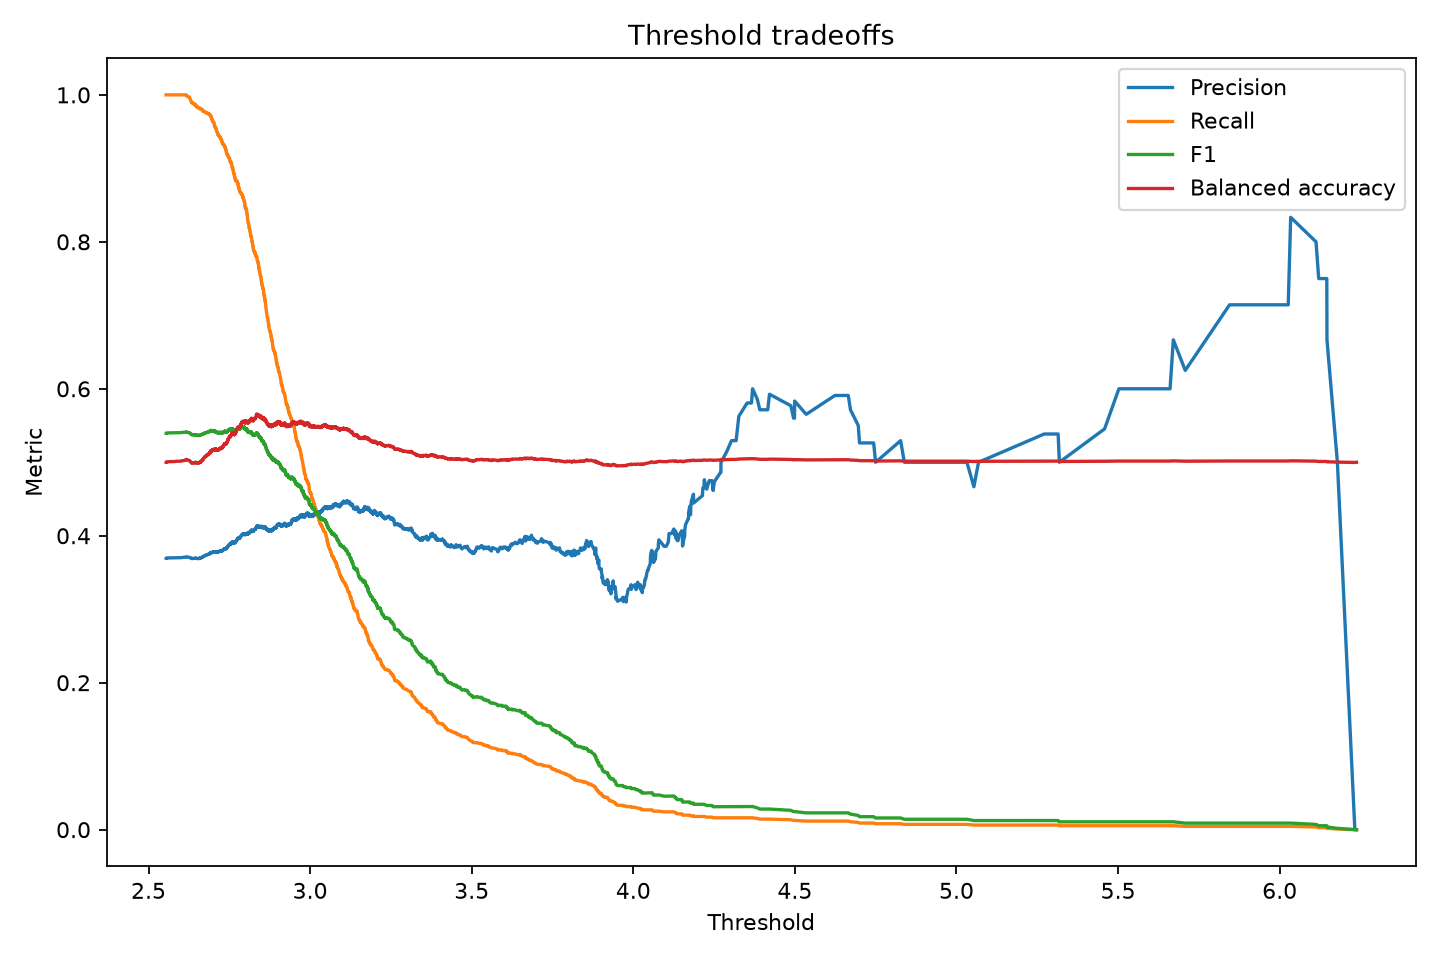 Threshold tradeoffs
Precision
Recall
F1
Balanced accuracy
Metric
1.0
0.8
0.6
0.4
0.2
0.0
2.5 3.0 3.5 4.0 4.5 5.0 5.5 6.0
Threshold